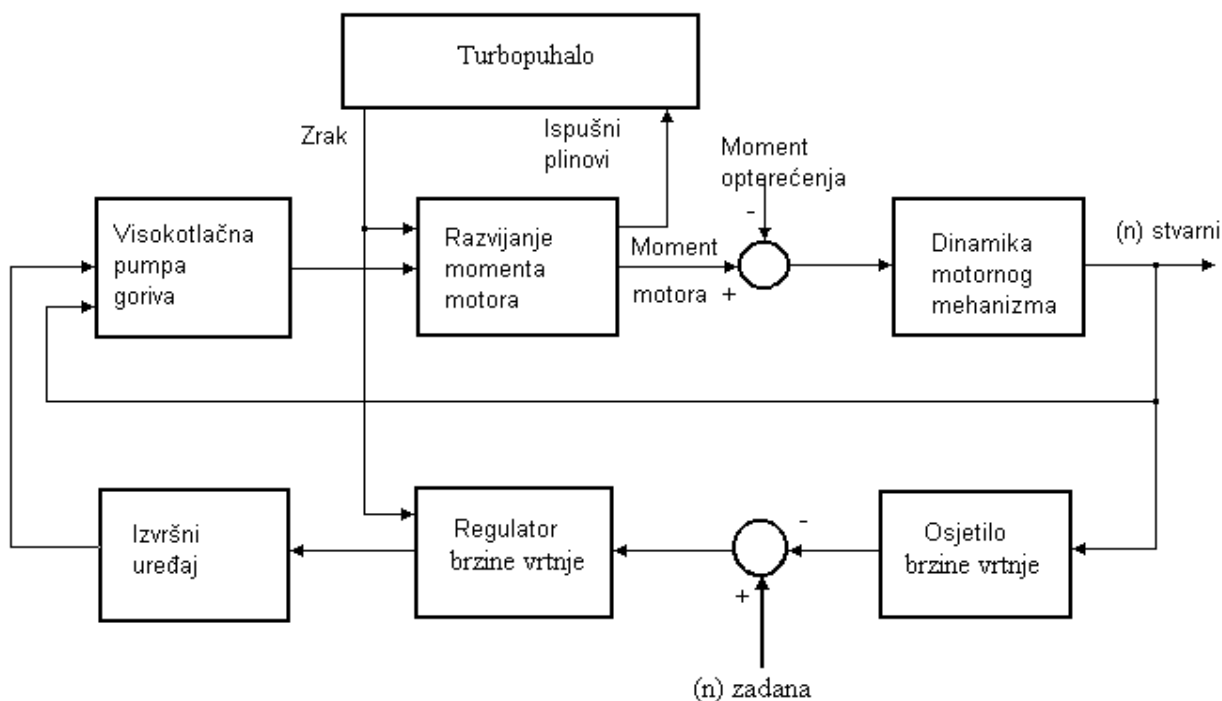 Turbopuhalo
Zrak
Ispušni
plinovi
Moment
opterećenja
-
Visokotlačna
pumpa
goriva
Razvijanje
momenta
motora
Moment
motora
+
Dinamika
motornog
mehanizma
(n) stvarni
Izvršni
uređaj
Regulator
brzine vrtnje
-
+
Osjetilo
brzine vrtnje
(n) zadana